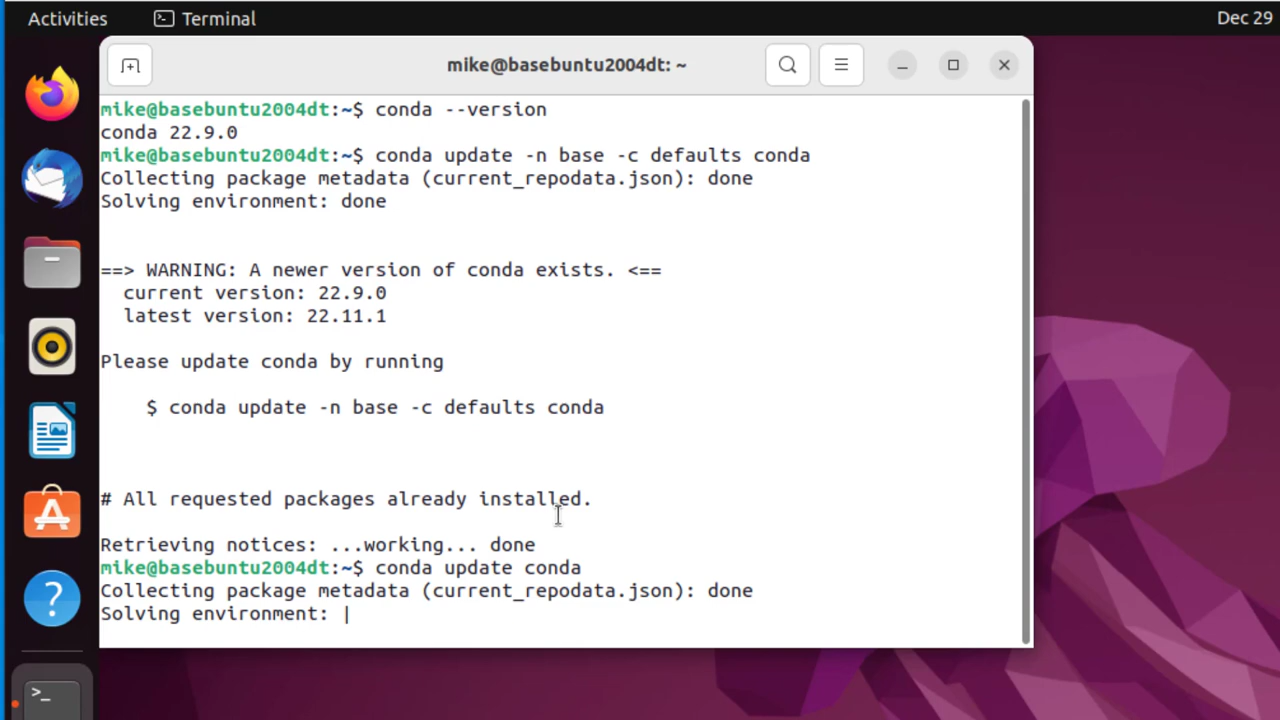 Activities Terminal Dec 29
mike@basebuntu2004dt: ~
mike@basebuntu2004dt:~$ conda --version
conda 22.9.0
mike@basebuntu2004dt:~$ conda update -n base -c defaults conda
Collecting package metadata (current_repodata.json): done
Solving environment: done
==> WARNING: A newer version of conda exists. <==
  current version: 22.9.0
  latest version: 22.11.1
Please update conda by running
    $ conda update -n base -c defaults conda
# All requested packages already installed.
Retrieving notices: ...working... done
mike@basebuntu2004dt:~$ conda update conda
Collecting package metadata (current_repodata.json): done
Solving environment: |